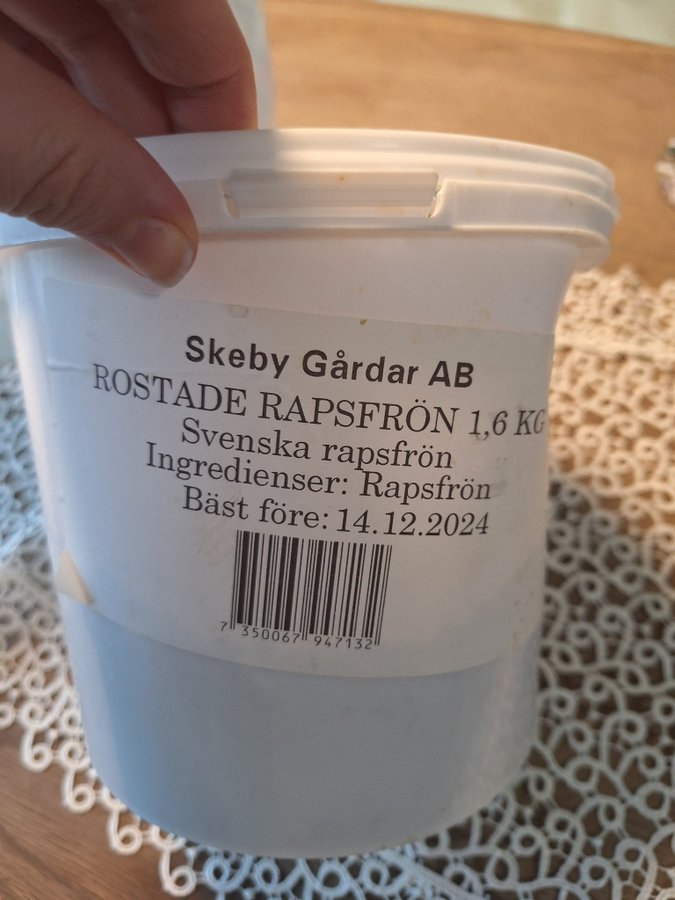 Skeby Gårdar AB
ROSTADE RAPSFRÖN 1,6 KG
Svenska rapsfrön
Ingredienser: Rapsfrön
Bäst före: 14.12.2024
7 350067 947132